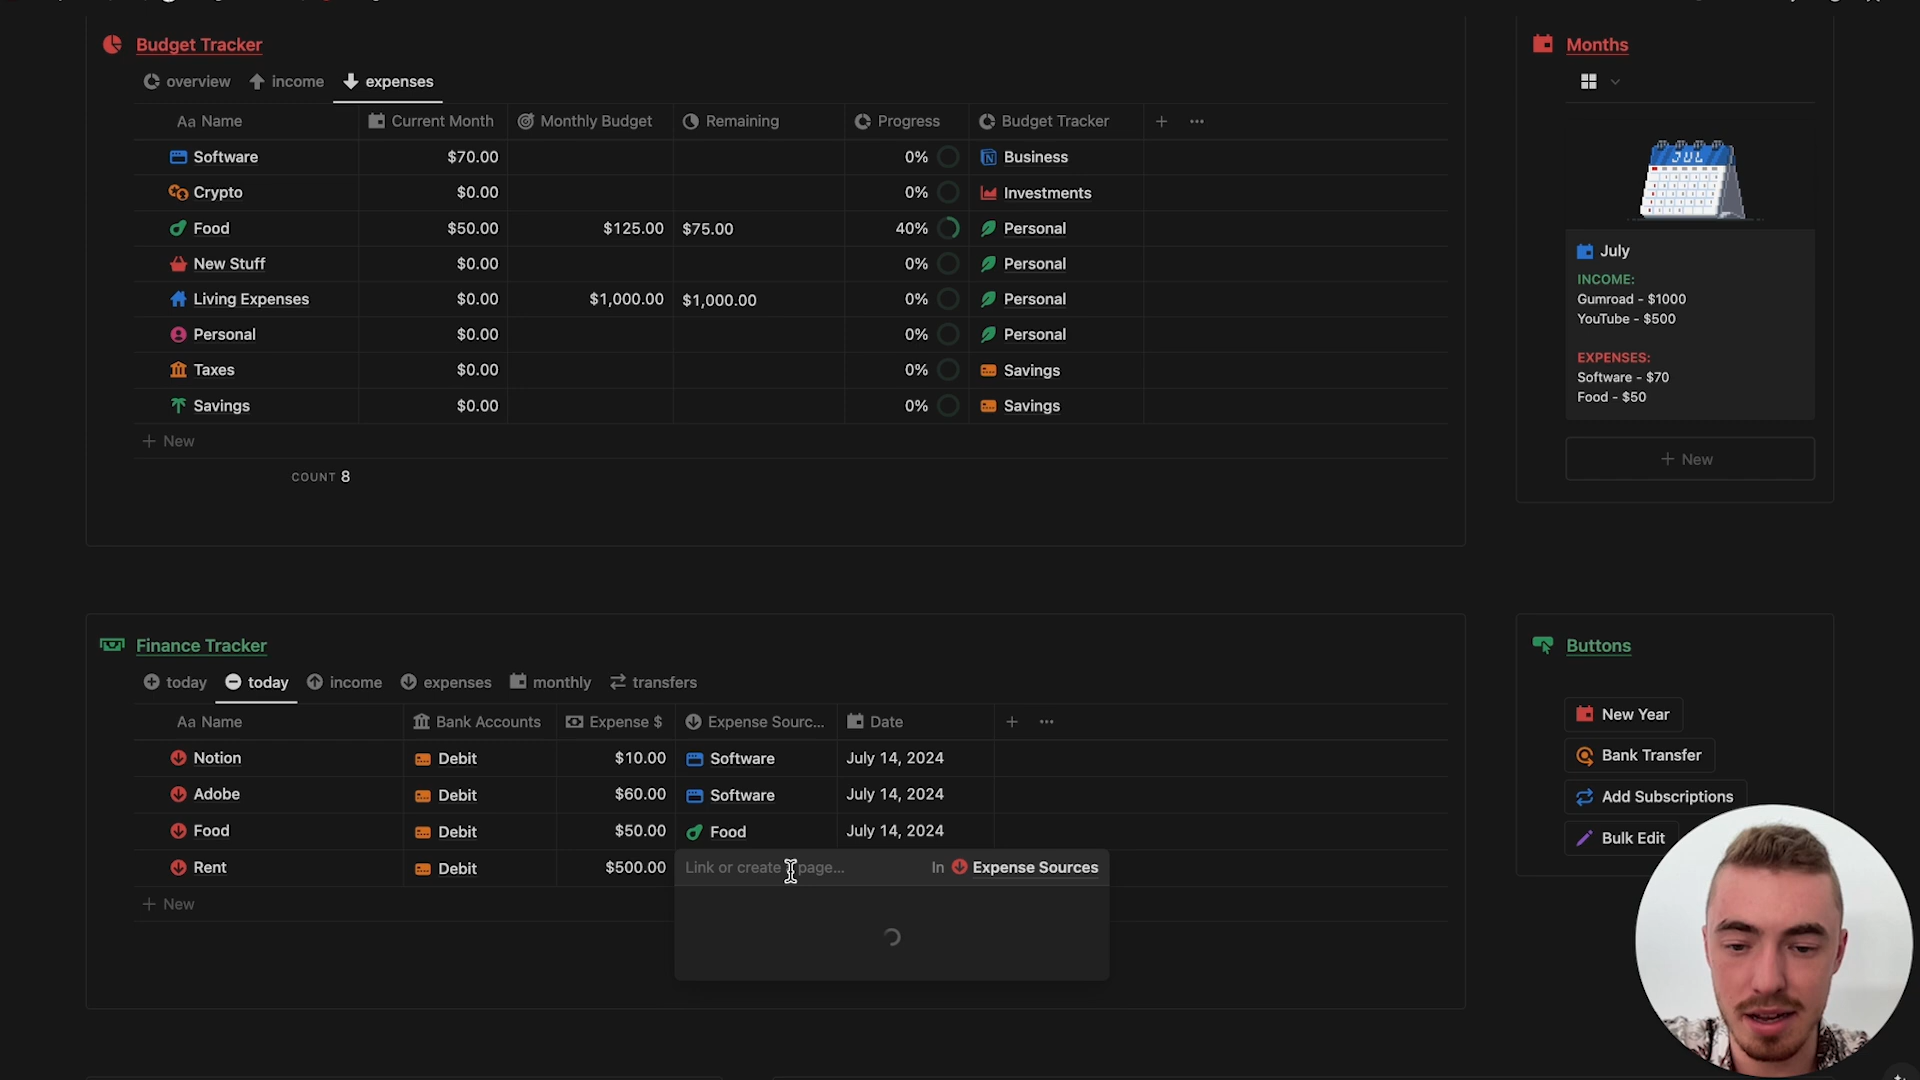 Budget Tracker
overview income expenses
Aa Name Current Month Monthly Budget Remaining Progress Budget Tracker + •••
Software $70.00 0% Business
Crypto $0.00 0% Investments
Food $50.00 $125.00 $75.00 40% Personal
New Stuff $0.00 0% Personal
Living Expenses $0.00 $1,000.00 $1,000.00 0% Personal
Personal $0.00 0% Personal
Taxes $0.00 0% Savings
Savings $0.00 0% Savings
+ New
COUNT 8
Months
JUL
July
INCOME:
Gumroad - $1000
YouTube - $500
EXPENSES:
Software - $70
Food - $50
+ New
Finance Tracker
today today income expenses monthly transfers
Aa Name Bank Accounts Expense $ Expense Sourc... Date + •••
Notion Debit $10.00 Software July 14, 2024
Adobe Debit $60.00 Software July 14, 2024
Food Debit $50.00 Food July 14, 2024
Rent Debit $500.00 Link or create page... In Expense Sources
+ New
Buttons
New Year
Bank Transfer
Add Subscriptions
Bulk Edit